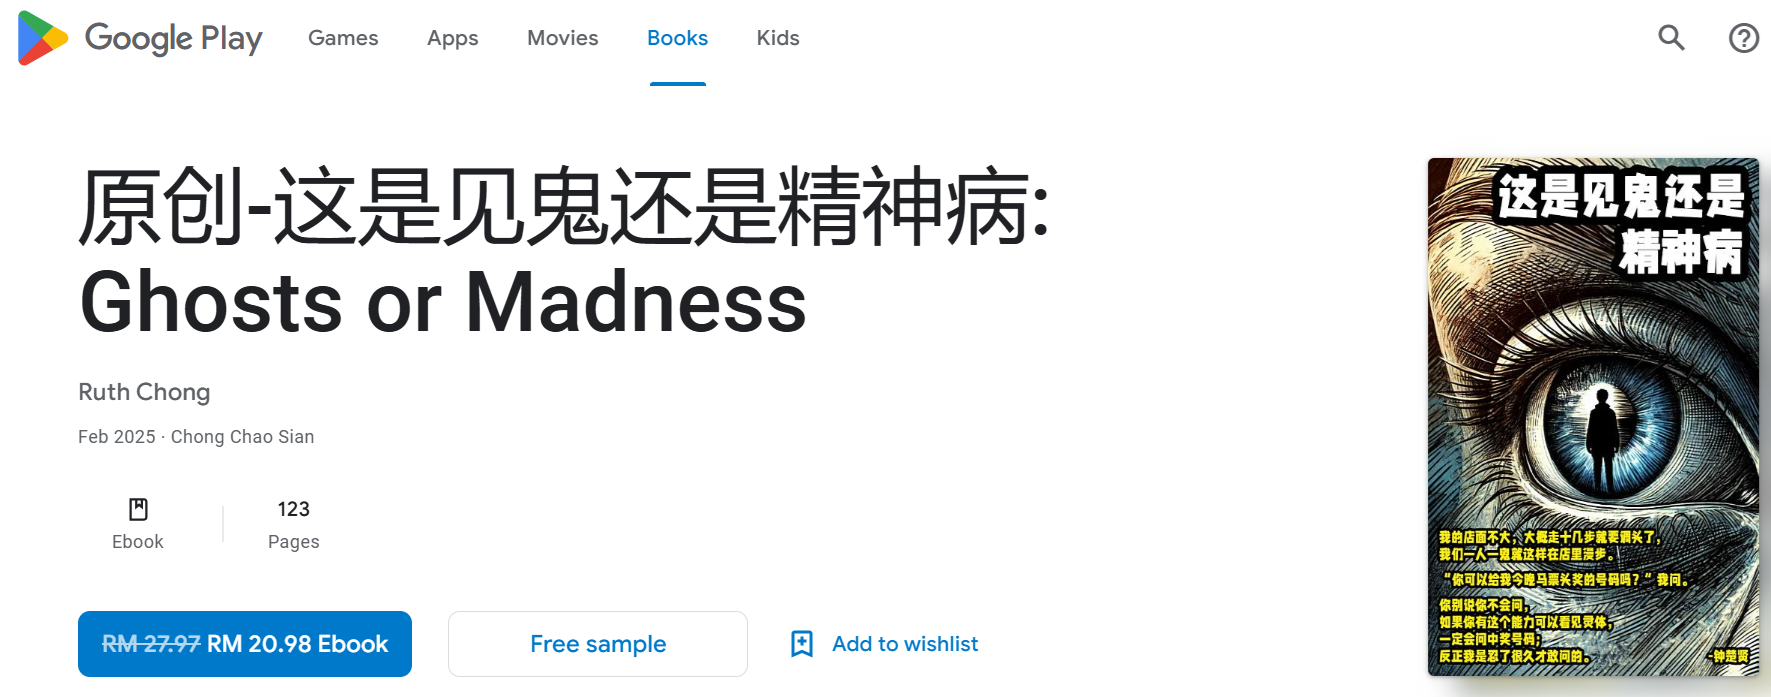 Google Play
Games
Apps
Movies
Books
Kids
原创-这是见鬼还是精神病:
Ghosts or Madness
Ruth Chong
Feb 2025 · Chong Chao Sian
Ebook
123
Pages
RM 27.97 RM 20.98 Ebook
Free sample
Add to wishlist
这是见鬼还是
精神病
我的店面不大，大概走十几步就要调头了，
我们一人一鬼就这样在店里漫步。
“你可以给我今晚马票头奖的号码吗？“ 我问。
你别说你不会问，
如果你有这个能力可以看见灵体，
一定会问中奖号码；
反正我是忍了很久才敢问的。
-钟楚贤